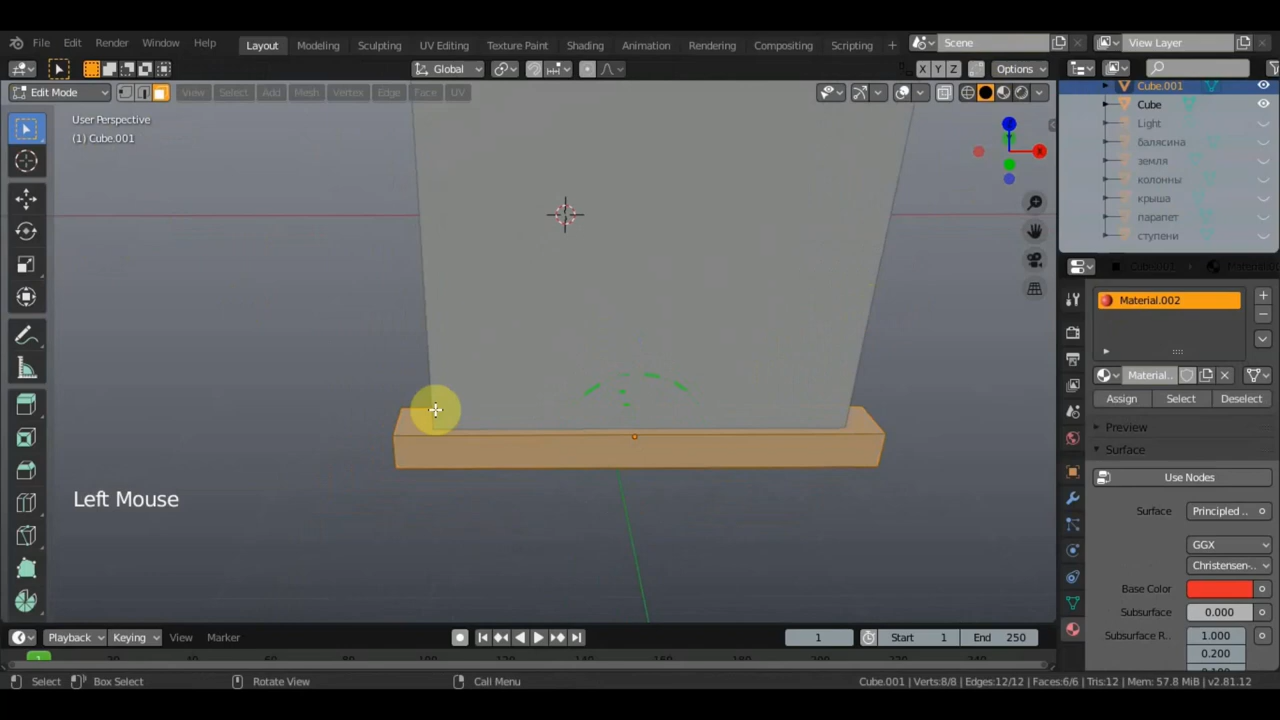 File Edit Render Window Help Layout Modeling Sculpting UV Editing Texture Paint Shading Animation Rendering Compositing Scripting + Scene View Layer
Global X Y Z Options
Edit Mode View Select Add Mesh Vertex Edge Face UV
User Perspective
(1) Cube.001
X
Left Mouse
Cube.001
Cube
Light
балясина
земля
колонны
крыша
парапет
ступени
Material.002
Material..
Assign Select Deselect
Preview
Surface
Use Nodes
Surface Principled ..
GGX
Christensen-..
Base Color
Subsurface 0.000
Subsurface R.. 1.000
0.200
Playback Keying View Marker 1 Start 1 End 250
1
Select Box Select Rotate View Call Menu Cube.001 | Verts:8/8 | Edges:12/12 | Faces:6/6 | Tris:12 | Mem: 57.8 MiB | v2.81.12